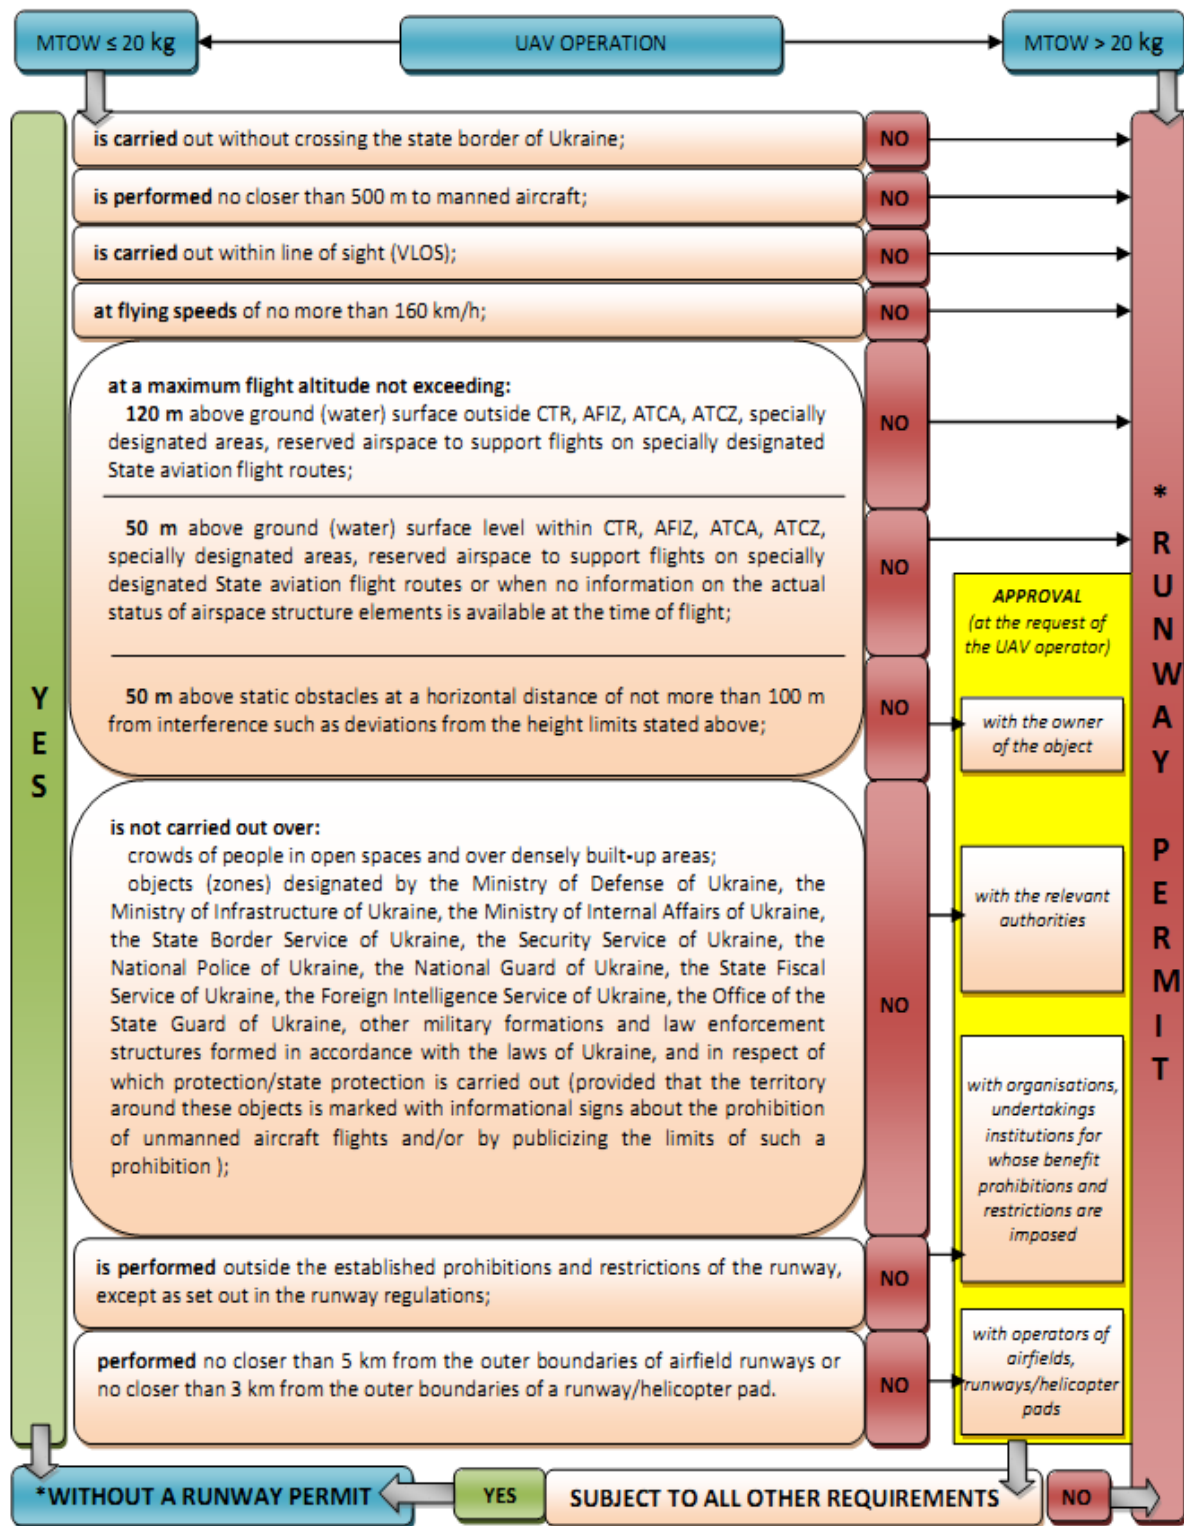 MTOW ≤ 20 kg
UAV OPERATION
MTOW > 20 kg
is carried out without crossing the state border of Ukraine;
NO
is performed no closer than 500 m to manned aircraft;
NO
is carried out within line of sight (VLOS);
NO
at flying speeds of no more than 160 km/h;
NO
at a maximum flight altitude not exceeding:
120 m above ground (water) surface outside CTR, AFIZ, ATCA, ATCZ, specially
designated areas, reserved airspace to support flights on specially designated
State aviation flight routes;
NO
50 m above ground (water) surface level within CTR, AFIZ, ATCA, ATCZ,
specially designated areas, reserved airspace to support flights on specially
designated State aviation flight routes or when no information on the actual
status of airspace structure elements is available at the time of flight;
NO
50 m above static obstacles at a horizontal distance of not more than 100 m
from interference such as deviations from the height limits stated above;
NO
is not carried out over:
crowds of people in open spaces and over densely built-up areas;
objects (zones) designated by the Ministry of Defense of Ukraine, the
Ministry of Infrastructure of Ukraine, the Ministry of Internal Affairs of Ukraine,
the State Border Service of Ukraine, the Security Service of Ukraine, the
National Police of Ukraine, the National Guard of Ukraine, the State Fiscal
Service of Ukraine, the Foreign Intelligence Service of Ukraine, the Office of the
State Guard of Ukraine, other military formations and law enforcement
structures formed in accordance with the laws of Ukraine, and in respect of
which protection/state protection is carried out (provided that the territory
around these objects is marked with informational signs about the prohibition
of unmanned aircraft flights and/or by publicizing the limits of such a
prohibition );
NO
is performed outside the established prohibitions and restrictions of the runway,
except as set out in the runway regulations;
NO
performed no closer than 5 km from the outer boundaries of airfield runways or
no closer than 3 km from the outer boundaries of a runway/helicopter pad.
NO
YES
APPROVAL
(at the request of
the UAV operator)
with the owner
of the object
with the relevant
authorities
with organisations,
undertakings
institutions for
whose benefit
prohibitions and
restrictions are
imposed
with operators of
airfields,
runways/helicopter
pads
* RUNWAY PERMIT
*WITHOUT A RUNWAY PERMIT
YES
SUBJECT TO ALL OTHER REQUIREMENTS
NO